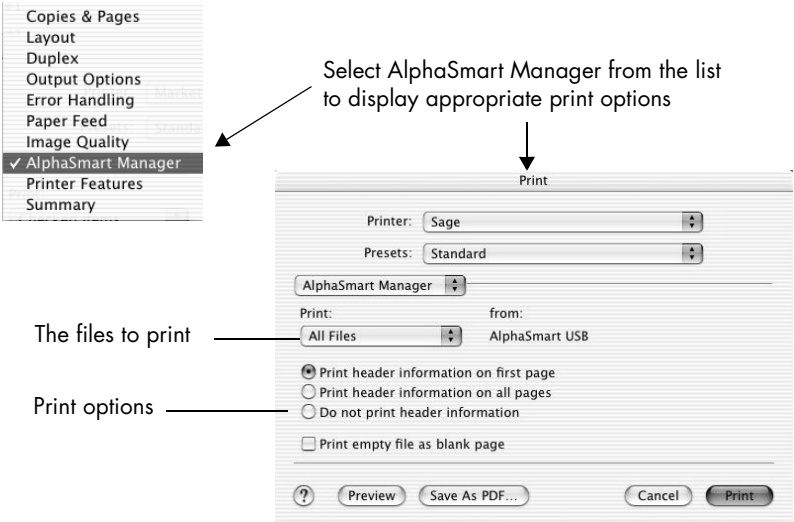 Copies & Pages
Layout
Duplex
Output Options
Error Handling
Paper Feed
Image Quality
✓ AlphaSmart Manager
Printer Features
Summary
Select AlphaSmart Manager from the list
to display appropriate print options
Print
Printer: Sage
Presets: Standard
AlphaSmart Manager
Print: from:
All Files AlphaSmart USB
The files to print
Print header information on first page
Print header information on all pages
Do not print header information
Print options
Print empty file as blank page
? Preview Save As PDF... Cancel Print